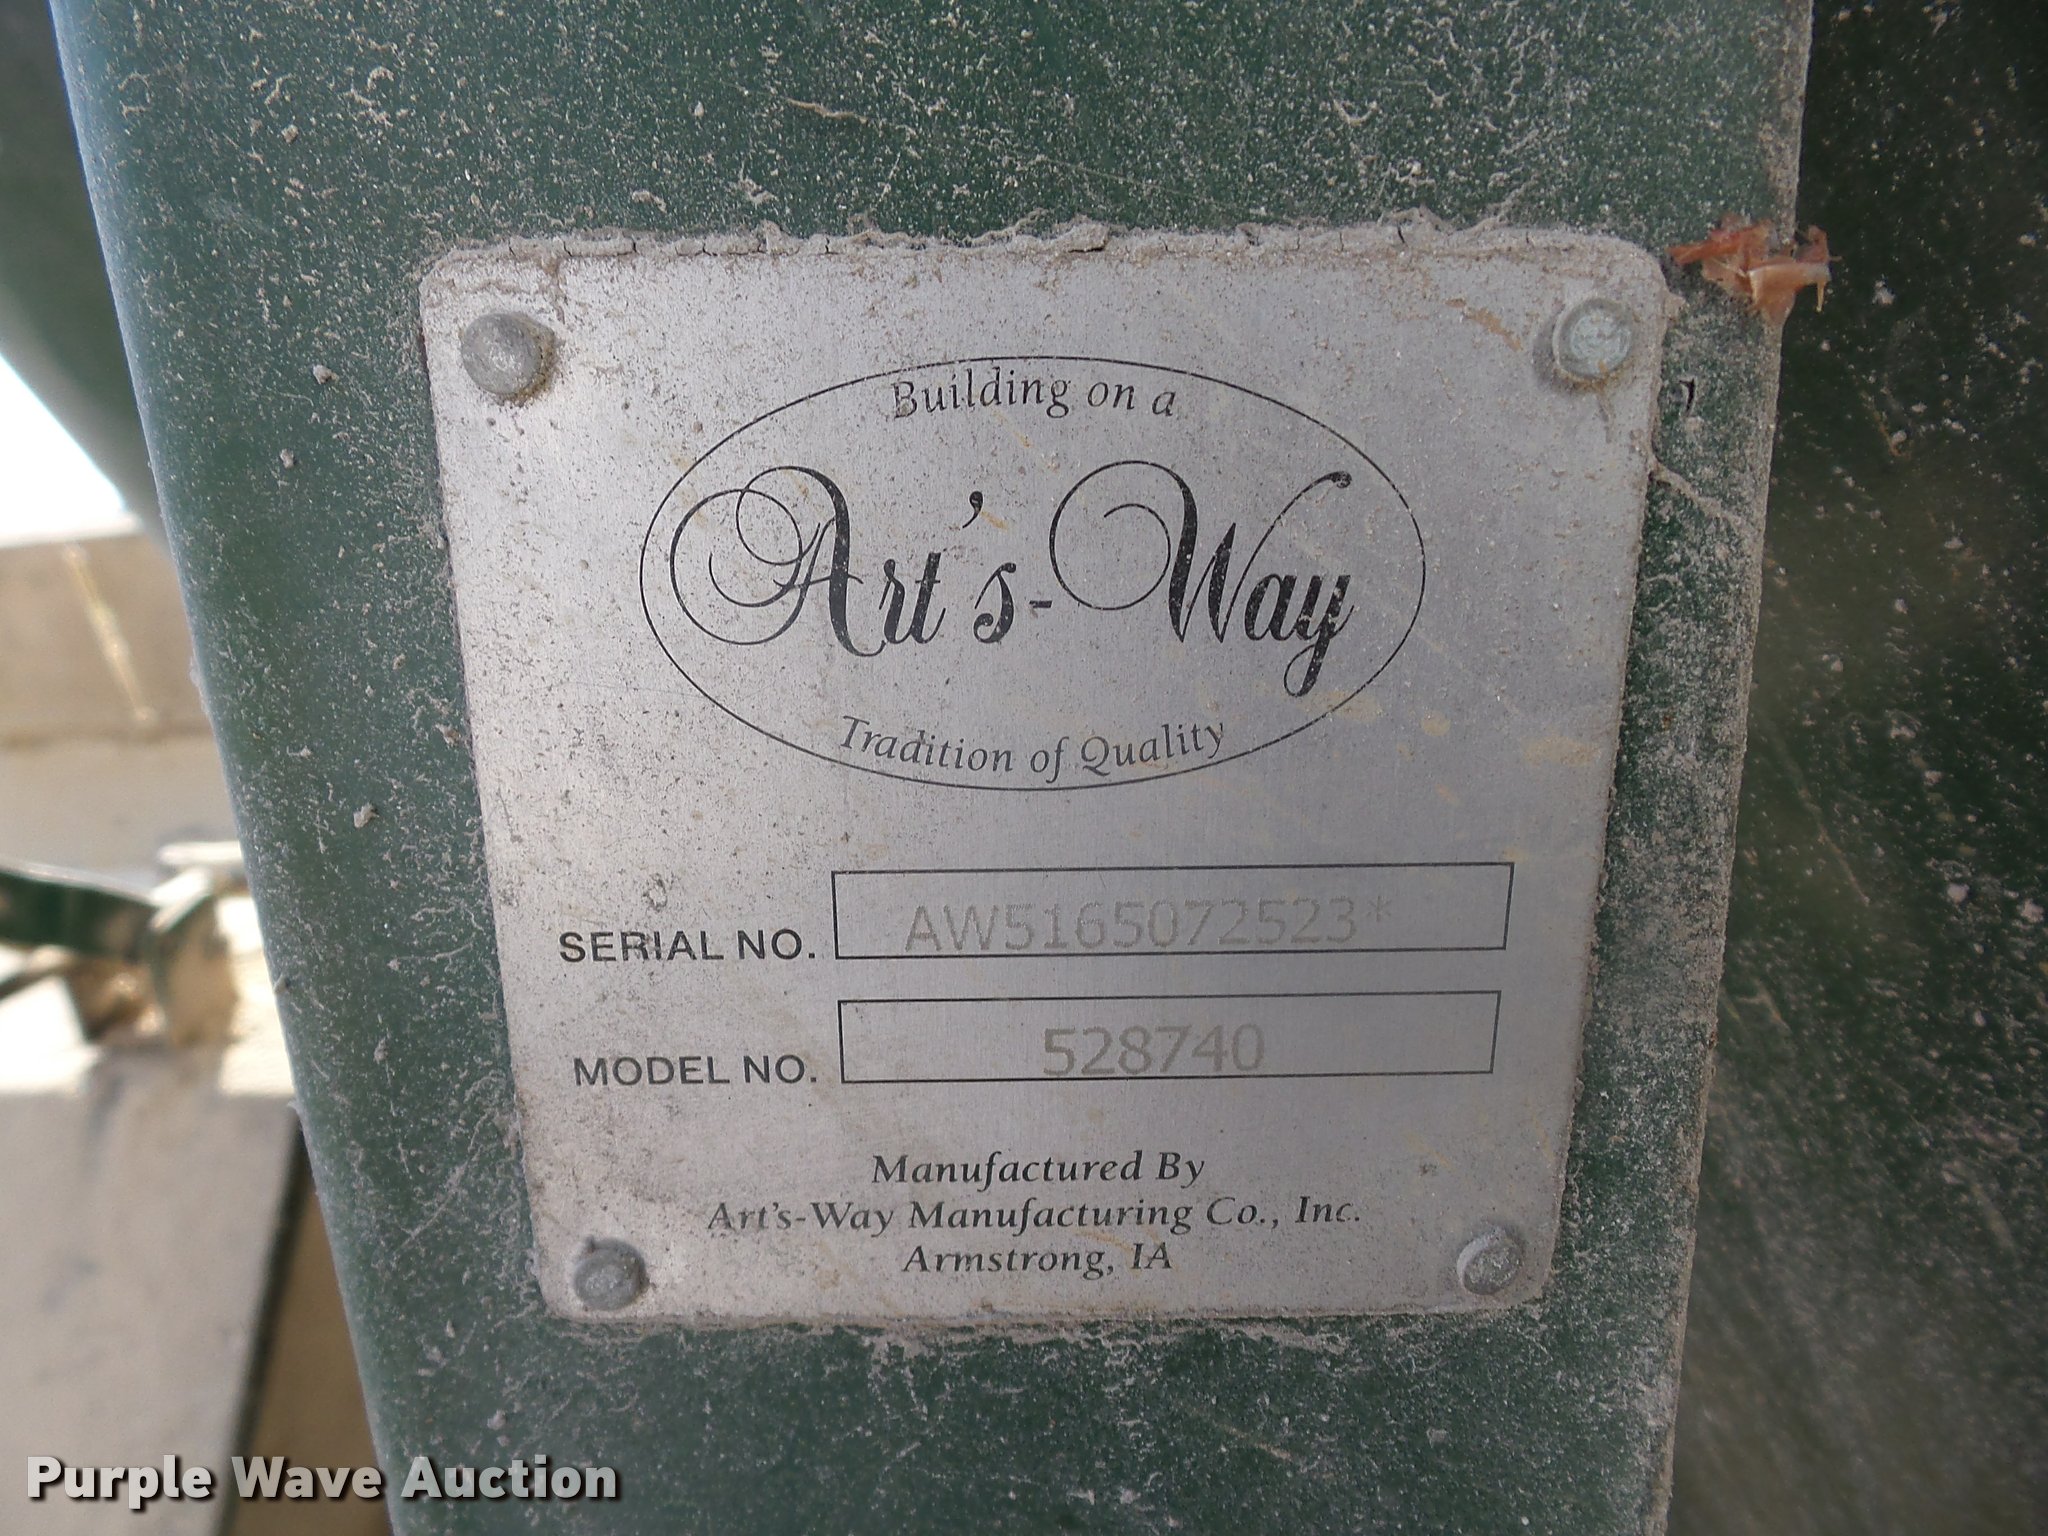 Building on a
Art's-Way
Tradition of Quality
SERIAL NO. AW5165072523*
MODEL NO. 528740
Manufactured By
Art's-Way Manufacturing Co., Inc.
Armstrong, IA
Purple Wave Auction